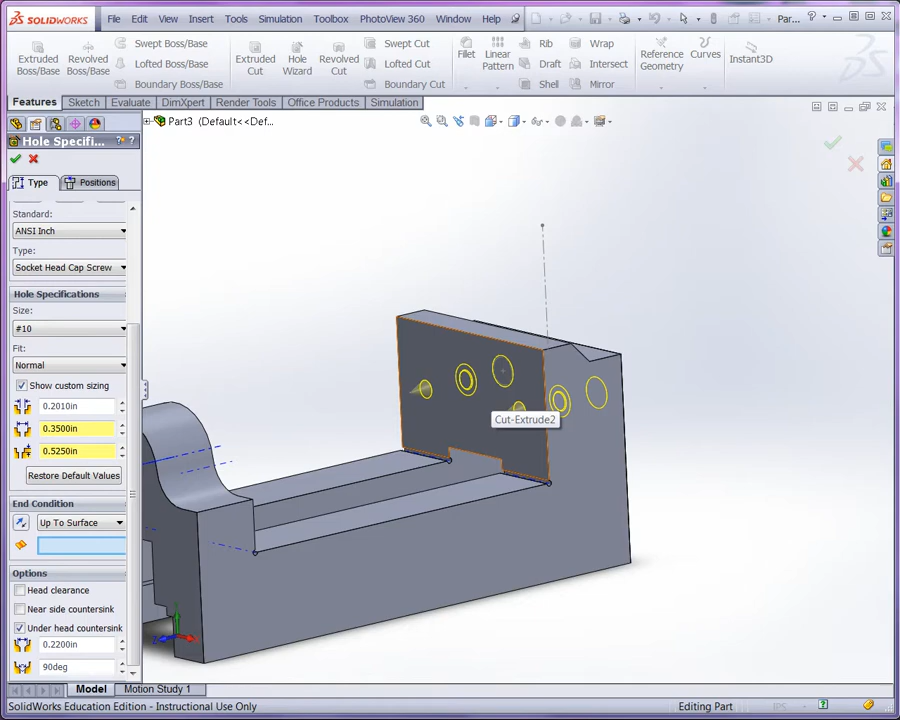 SOLIDWORKS File Edit View Insert Tools Simulation Toolbox PhotoView 360 Window Help Par... ?
Extruded Boss/Base Revolved Boss/Base Swept Boss/Base Lofted Boss/Base Boundary Boss/Base Extruded Cut Hole Wizard Revolved Cut Swept Cut Lofted Cut Boundary Cut Fillet Linear Pattern Rib Draft Shell Wrap Intersect Mirror Reference Geometry Curves Instant3D
Features Sketch Evaluate DimXpert Render Tools Office Products Simulation
Part3 (Default<<Def...
Hole Specifi... ? ?
Type Positions
Standard:
ANSI Inch
Type:
Socket Head Cap Screw
Hole Specifications
Size:
#10
Fit:
Normal
Show custom sizing
0.2010in
0.3500in
0.5250in
Restore Default Values
End Condition
Up To Surface
Options
Head clearance
Near side countersink
Under head countersink
0.2200in
90deg
Cut-Extrude2
Model Motion Study 1
SolidWorks Education Edition - Instructional Use Only Editing Part